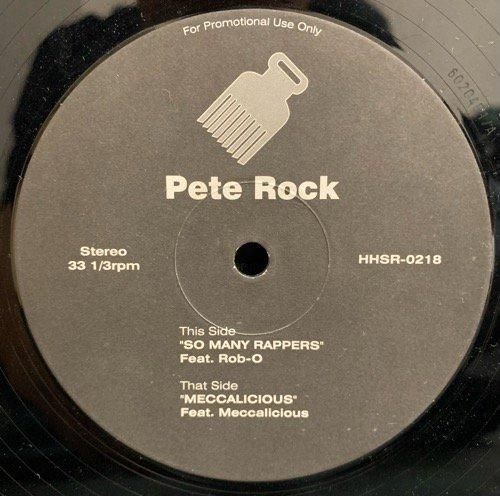 For Promotional Use Only
Pete Rock
Stereo
33 1/3rpm
HHSR-0218
This Side
"SO MANY RAPPERS"
Feat. Rob-O
That Side
"MECCALICIOUS"
Feat. Meccalicious